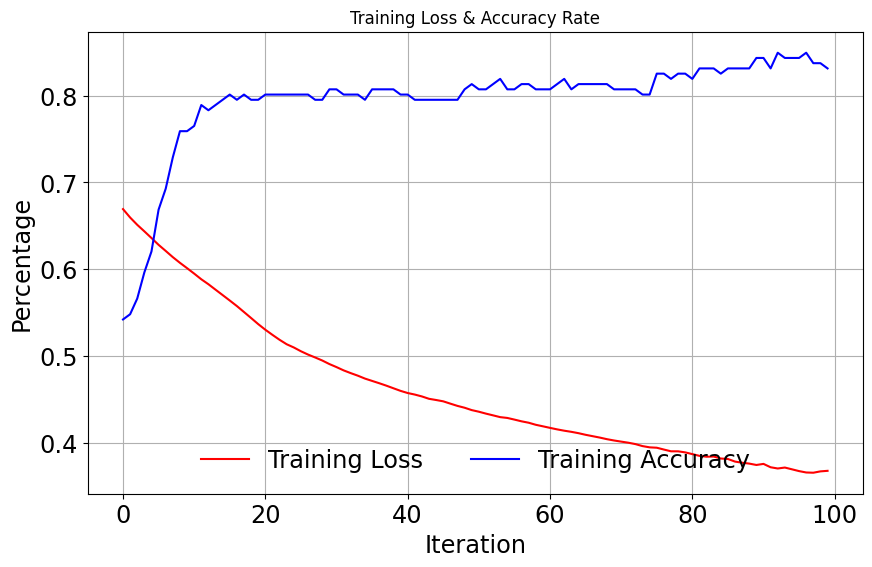 Training Loss & Accuracy Rate
Percentage
0.8
0.7
0.6
0.5
0.4
Training Loss Training Accuracy
0 20 40 60 80 100
Iteration